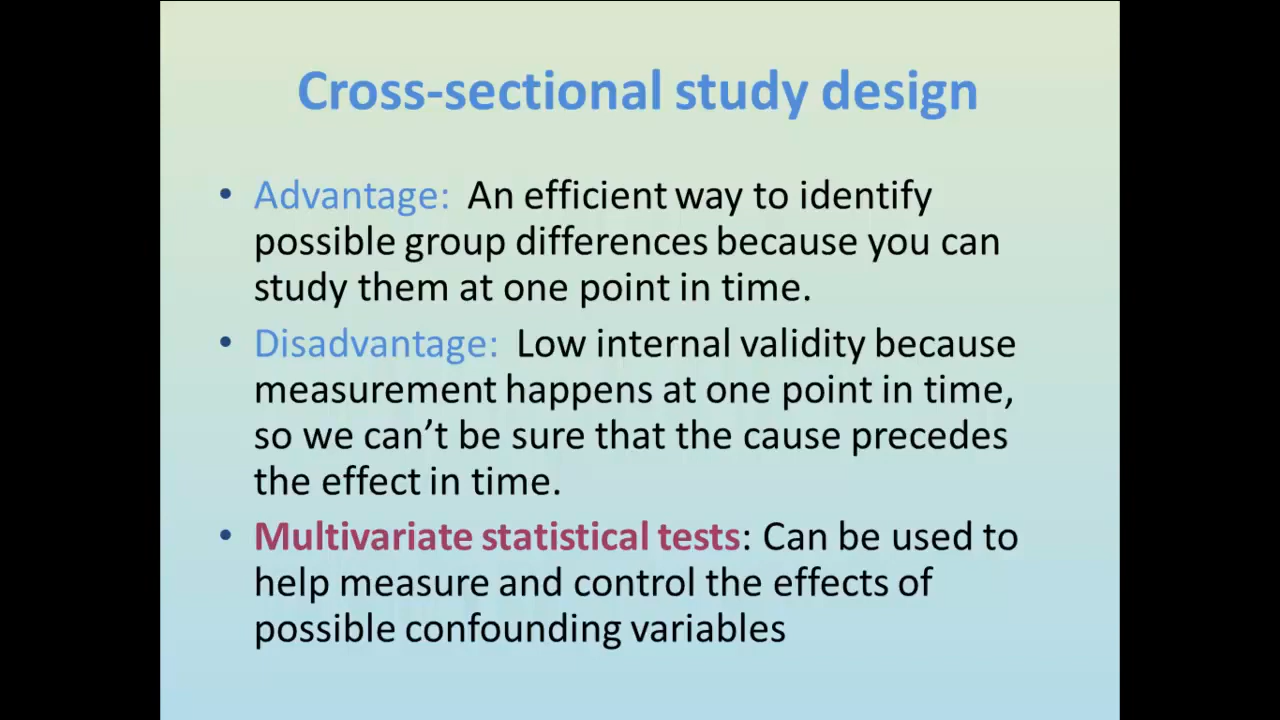 Cross-sectional study design
• Advantage: An efficient way to identify
possible group differences because you can
study them at one point in time.
• Disadvantage: Low internal validity because
measurement happens at one point in time,
so we can’t be sure that the cause precedes
the effect in time.
• Multivariate statistical tests: Can be used to
help measure and control the effects of
possible confounding variables